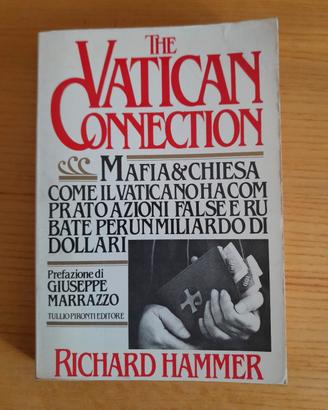 THE
VATICAN
CONNECTION
MAFIA&CHIESA
COME IL VATICANO HA COM
PRATO AZIONI FALSE E RU
BATE PER UN MILIARDO DI
DOLLARI
Prefazione di
GIUSEPPE
MARRAZZO
TULLIO PIRONTI EDITORE
RICHARD HAMMER